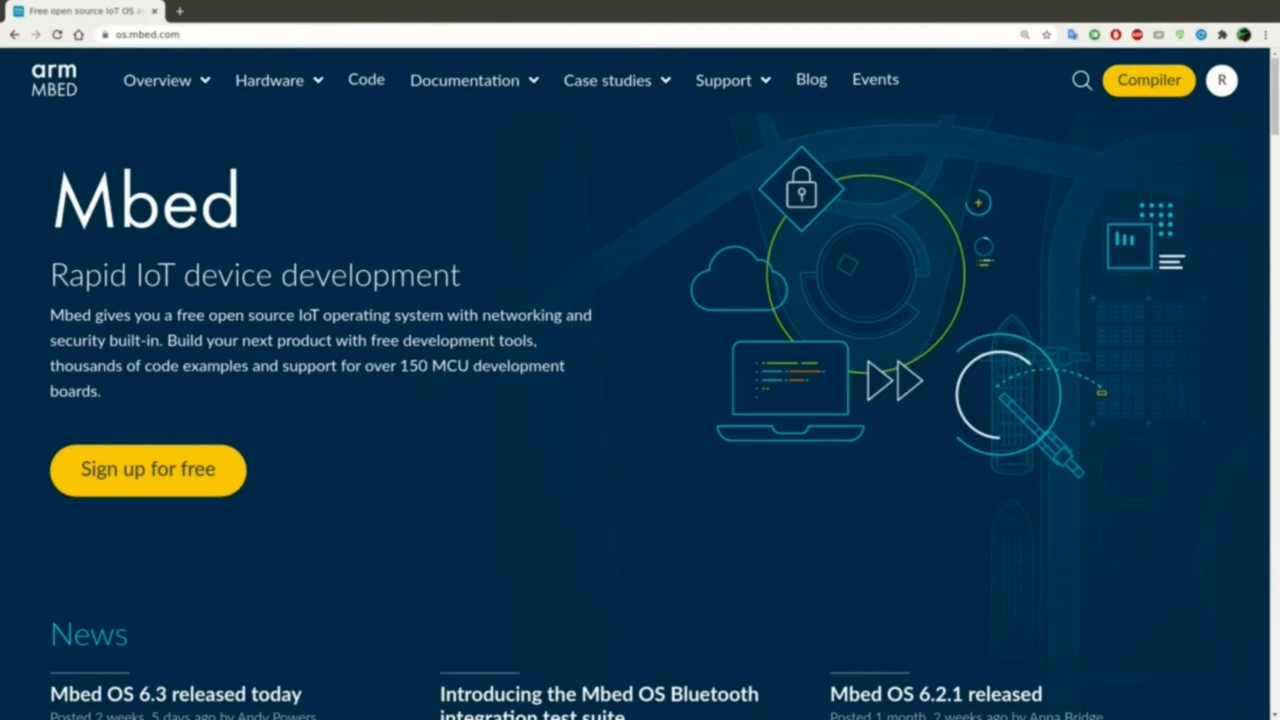 Free open source IoT OS a
os.mbed.com
arm
MBED
Overview
Hardware
Code
Documentation
Case studies
Support
Blog
Events
Compiler
R
Mbed
Rapid IoT device development
Mbed gives you a free open source IoT operating system with networking and
security built-in. Build your next product with free development tools,
thousands of code examples and support for over 150 MCU development
boards.
Sign up for free
News
Mbed OS 6.3 released today
Posted 2 weeks, 5 days ago by Andy Powers
Introducing the Mbed OS Bluetooth
integration test suite
Mbed OS 6.2.1 released
Posted 1 month, 2 weeks ago by Anna Bridge